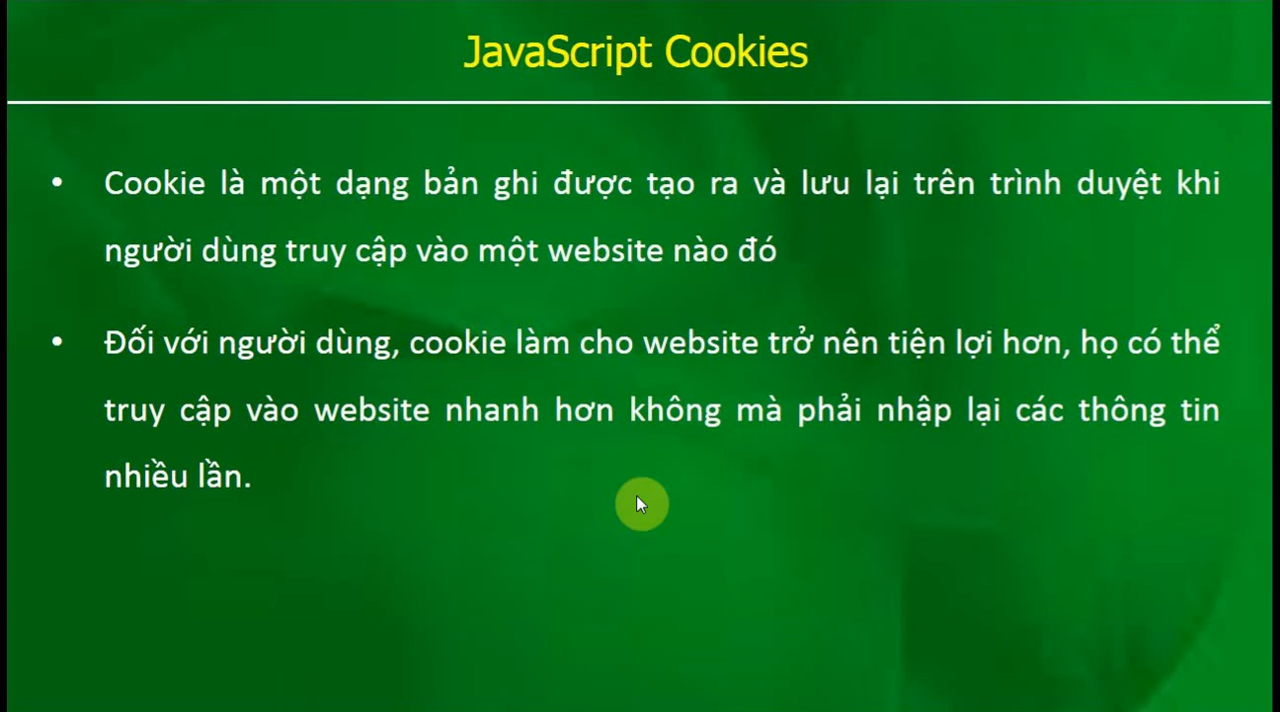 JavaScript Cookies
• Cookie là một dạng bản ghi được tạo ra và lưu lại trên trình duyệt khi
người dùng truy cập vào một website nào đó
• Đối với người dùng, cookie làm cho website trở nên tiện lợi hơn, họ có thể
truy cập vào website nhanh hơn không mà phải nhập lại các thông tin
nhiều lần.